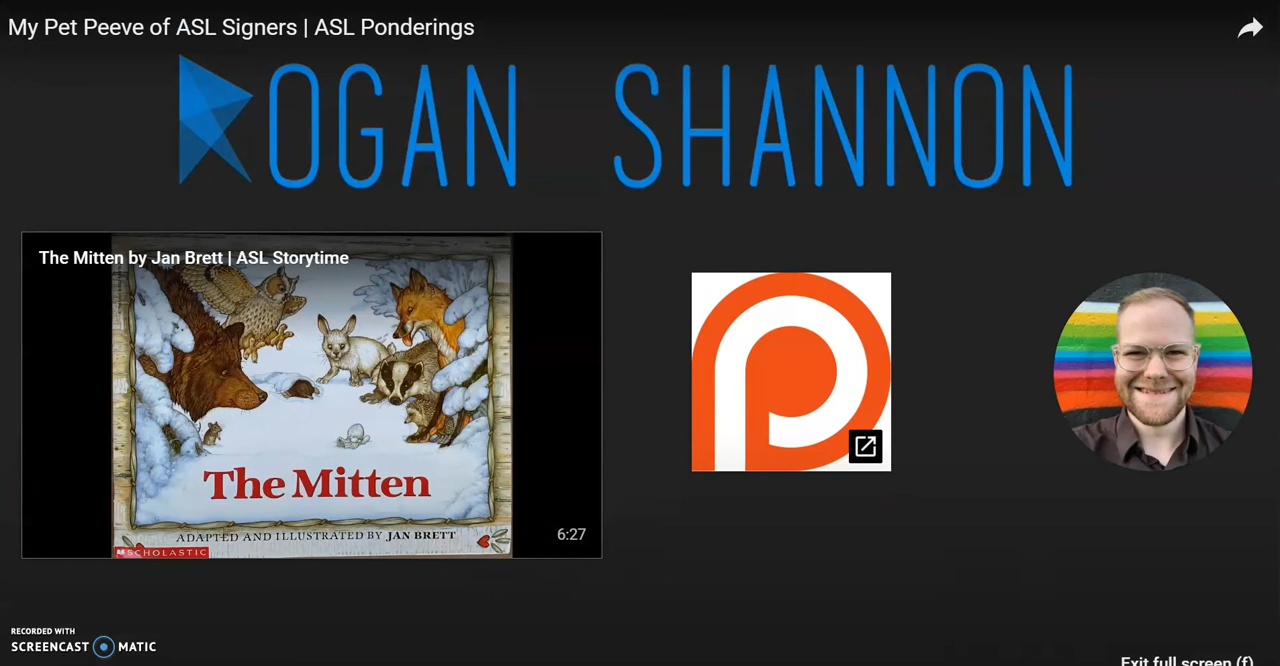 My Pet Peeve of ASL Signers | ASL Ponderings
ROGAN SHANNON
The Mitten by Jan Brett | ASL Storytime
The Mitten
ADAPTED AND ILLUSTRATED BY JAN BRETT
SCHOLASTIC
6:27
RECORDED WITH
SCREENCAST MATIC
Exit full screen (f)